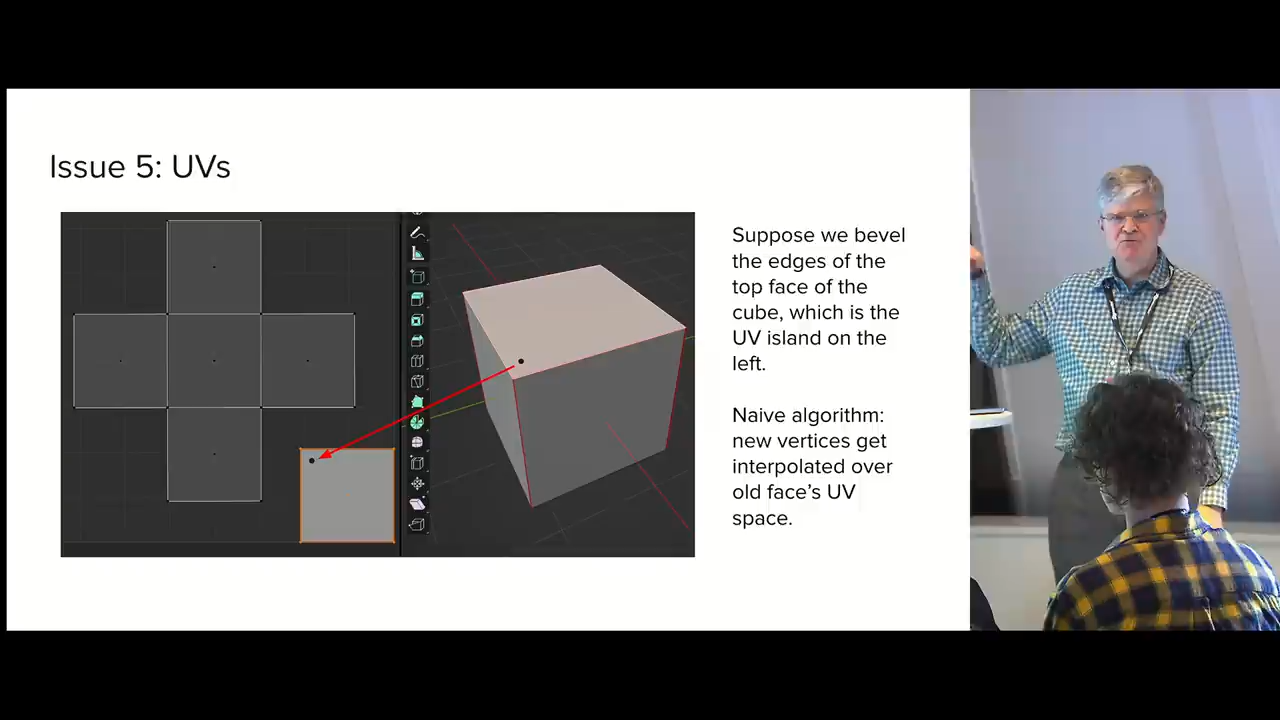 Issue 5: UVs
Suppose we bevel
the edges of the
top face of the
cube, which is the
UV island on the
left.
Naive algorithm:
new vertices get
interpolated over
old face's UV
space.